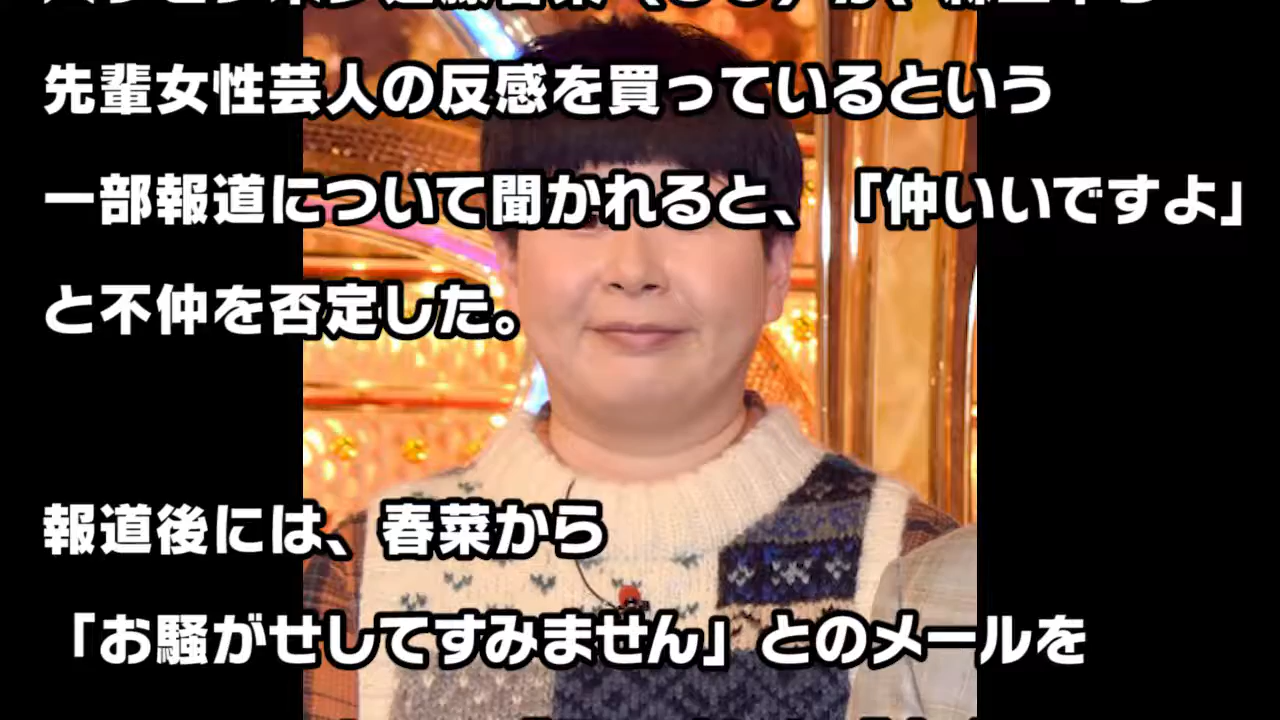 先輩女性芸人の反感を買っているという
一部報道について聞かれると、「仲いいですよ」
と不仲を否定した。
報道後には、春菜から
「お騒がせしてすみません」とのメールを